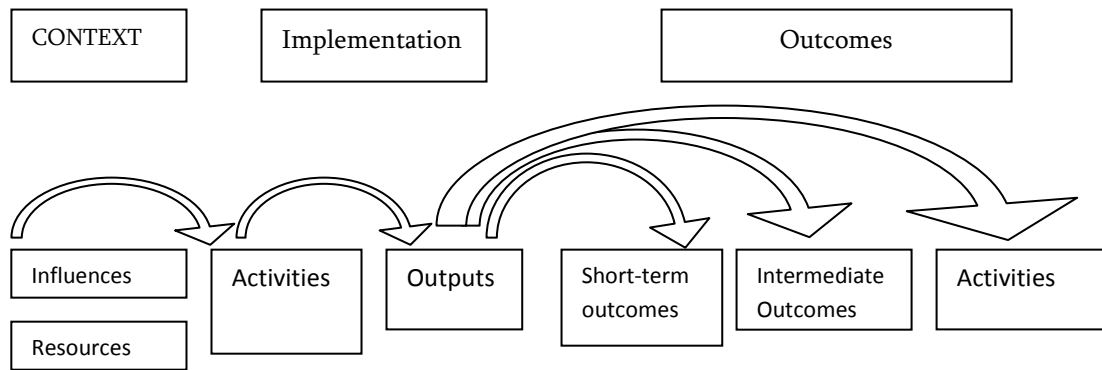 CONTEXT
Implementation
Outcomes
Influences
Resources
Activities
Outputs
Short-term
outcomes
Intermediate
Outcomes
Activities